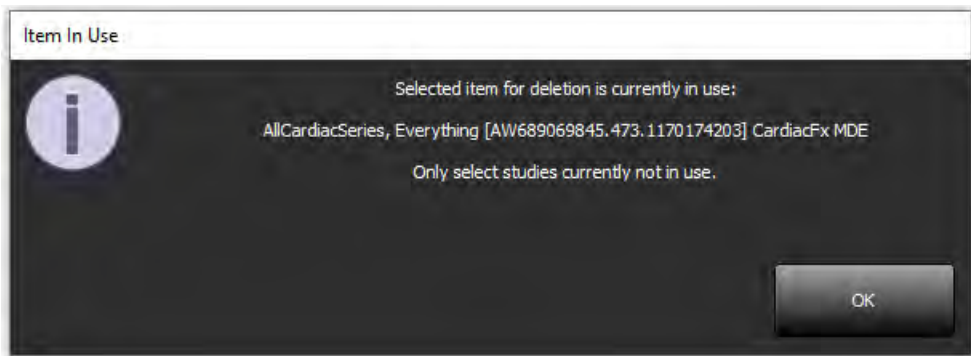 Item In Use
Selected item for deletion is currently in use:
AllCardiacSeries, Everything [AW689069845.473.1170174203] CardiacFx MDE
Only select studies currently not in use.
OK